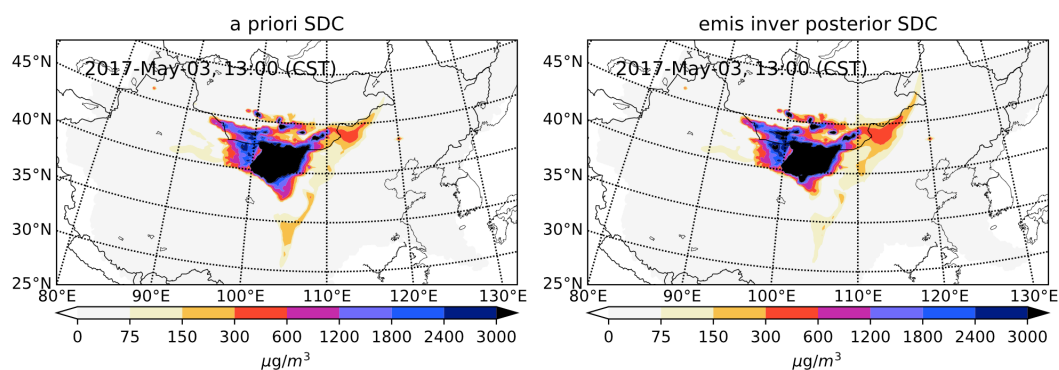 a priori SDC
emis inver posterior SDC
2017-May-03, 13:00 (CST)
2017-May-03, 13:00 (CST)
45°N
40°N
35°N
30°N
25°N
80°E 90°E 100°E 110°E 120°E 130°E
45°N
40°N
35°N
30°N
25°N
80°E 90°E 100°E 110°E 120°E 130°E
0 75 150 300 600 1200 1800 2400 3000
μg/m³
0 75 150 300 600 1200 1800 2400 3000
μg/m³